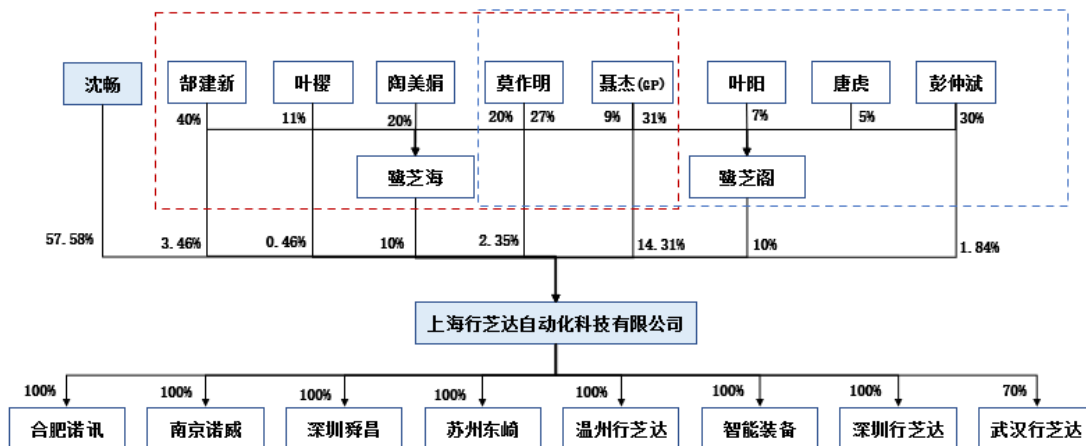 沈畅
郜建新
叶樱
陶美娟
莫作明
聂杰(GP)
叶阳
唐虎
彭仲斌
40%
11%
20%
20%
27%
9%
31%
7%
5%
30%
鹭芝海
鹭芝阁
57.58%
3.46%
0.46%
10%
2.35%
14.31%
10%
1.84%
上海行芝达自动化科技有限公司
100%
100%
100%
100%
100%
100%
100%
70%
合肥诺讯
南京诺威
深圳舜昌
苏州东崎
温州行芝达
智能装备
深圳行芝达
武汉行芝达